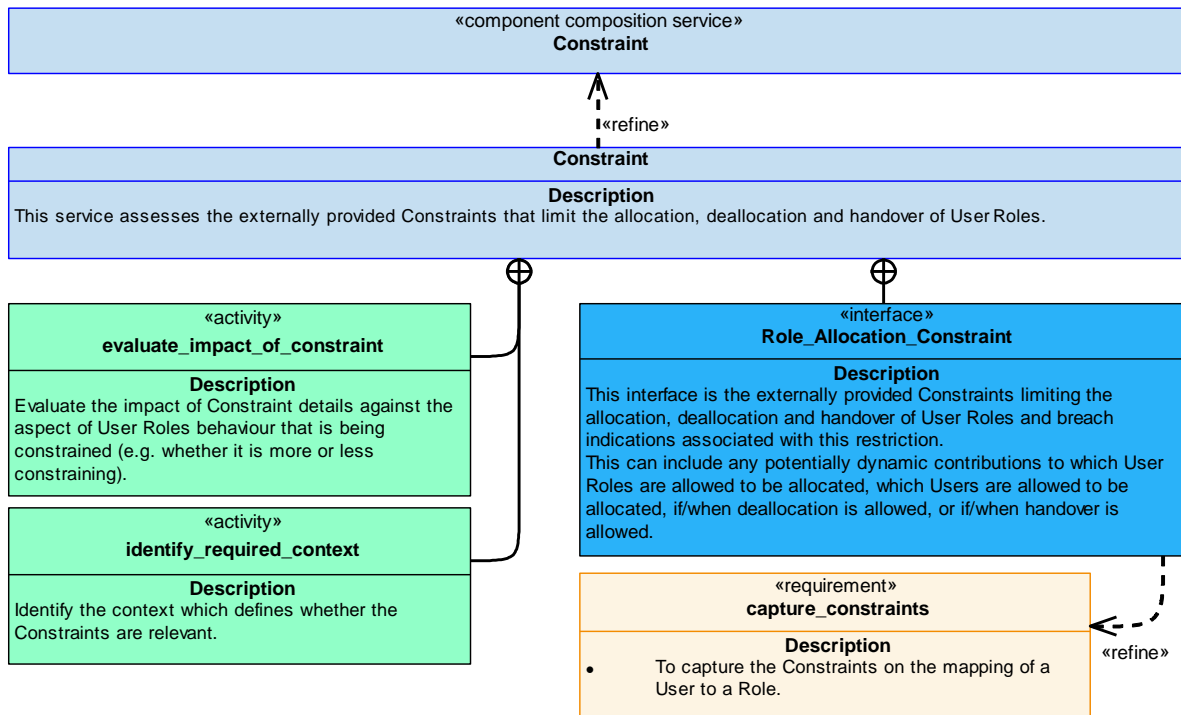 «component composition service»
Constraint
«refine»
Constraint
Description
This service assesses the externally provided Constraints that limit the allocation, deallocation and handover of User Roles.
«activity»
evaluate_impact_of_constraint
Description
Evaluate the impact of Constraint details against the
aspect of User Roles behaviour that is being
constrained (e.g. whether it is more or less
constraining).
«activity»
identify_required_context
Description
Identify the context which defines whether the
Constraints are relevant.
«interface»
Role_Allocation_Constraint
Description
This interface is the externally provided Constraints limiting the
allocation, deallocation and handover of User Roles and breach
indications associated with this restriction.
This can include any potentially dynamic contributions to which User
Roles are allowed to be allocated, which Users are allowed to be
allocated, if/when deallocation is allowed, or if/when handover is
allowed.
«requirement»
capture_constraints
Description
• To capture the Constraints on the mapping of a
User to a Role.
«refine»